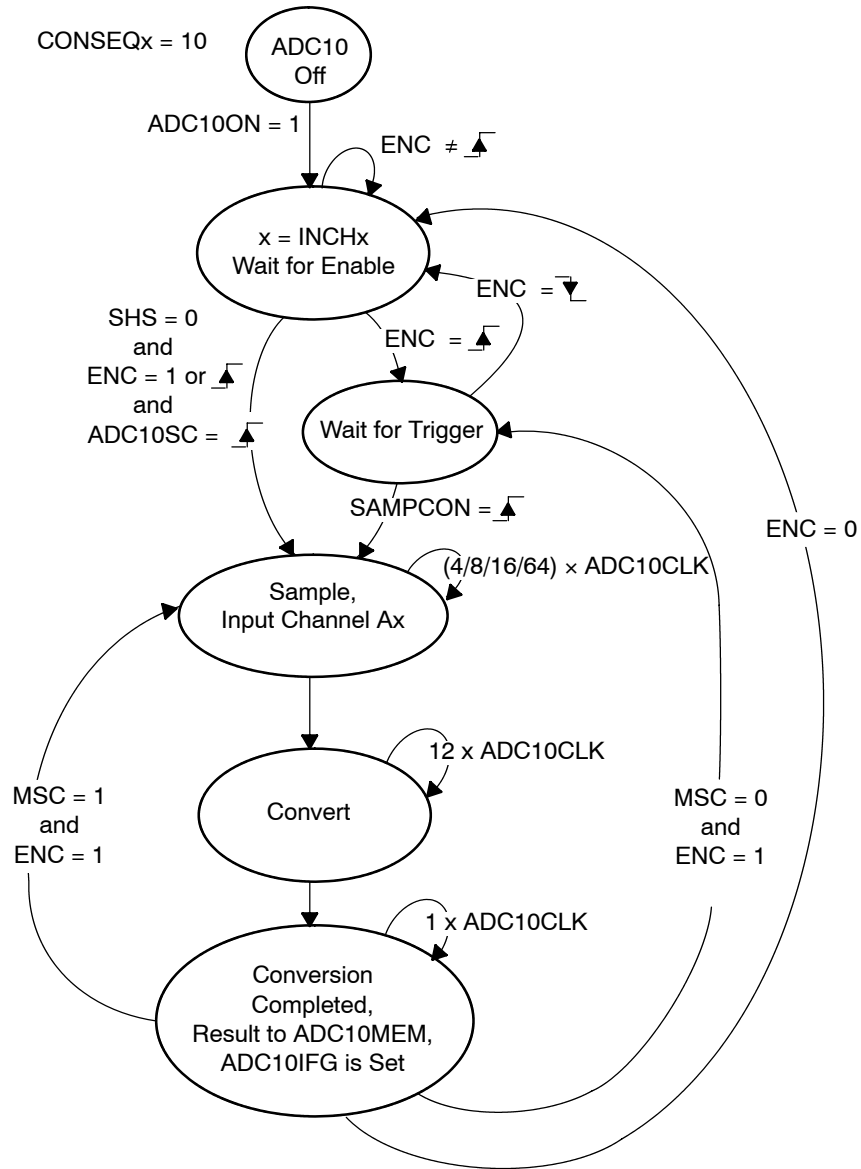 CONSEQx = 10
ADC10
Off
ADC10ON = 1
ENC ≠
x = INCHx
Wait for Enable
ENC =
SHS = 0
and
ENC = 1 or
and
ADC10SC =
ENC =
Wait for Trigger
SAMPCON =
ENC = 0
(4/8/16/64) × ADC10CLK
Sample,
Input Channel Ax
12 x ADC10CLK
Convert
MSC = 1
and
ENC = 1
MSC = 0
and
ENC = 1
1 x ADC10CLK
Conversion
Completed,
Result to ADC10MEM,
ADC10IFG is Set